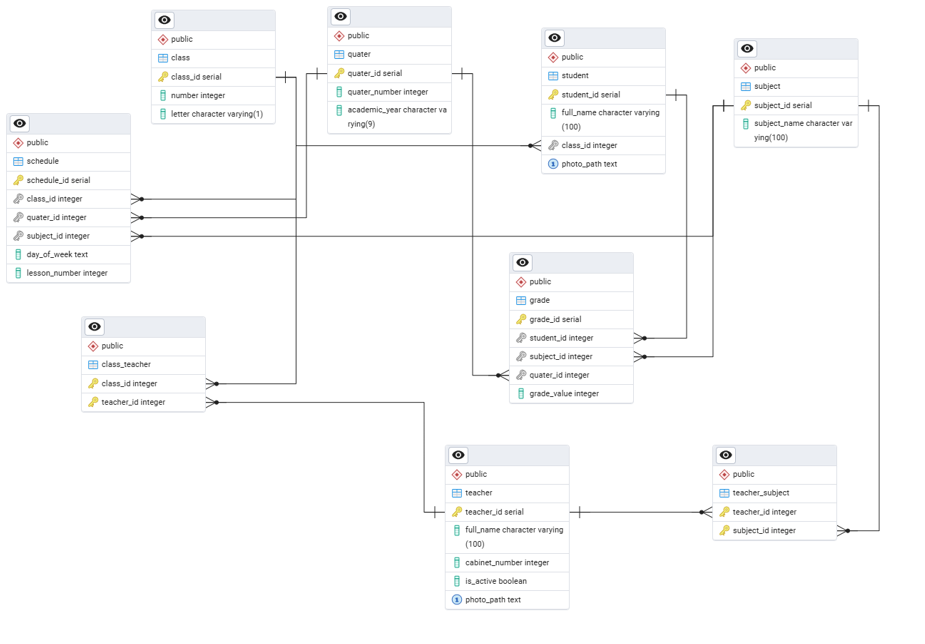 public
class
class_id serial
number integer
letter character varying(1)
public
quater
quater_id serial
quater_number integer
academic_year character va
rying(9)
public
student
student_id serial
full_name character varying
(100)
class_id integer
photo_path text
public
subject
subject_id serial
subject_name character var
ying(100)
public
schedule
schedule_id serial
class_id integer
quater_id integer
subject_id integer
day_of_week text
lesson_number integer
public
grade
grade_id serial
student_id integer
subject_id integer
quater_id integer
grade_value integer
public
class_teacher
class_id integer
teacher_id integer
public
teacher
teacher_id serial
full_name character varying
(100)
cabinet_number integer
is_active boolean
photo_path text
public
teacher_subject
teacher_id integer
subject_id integer